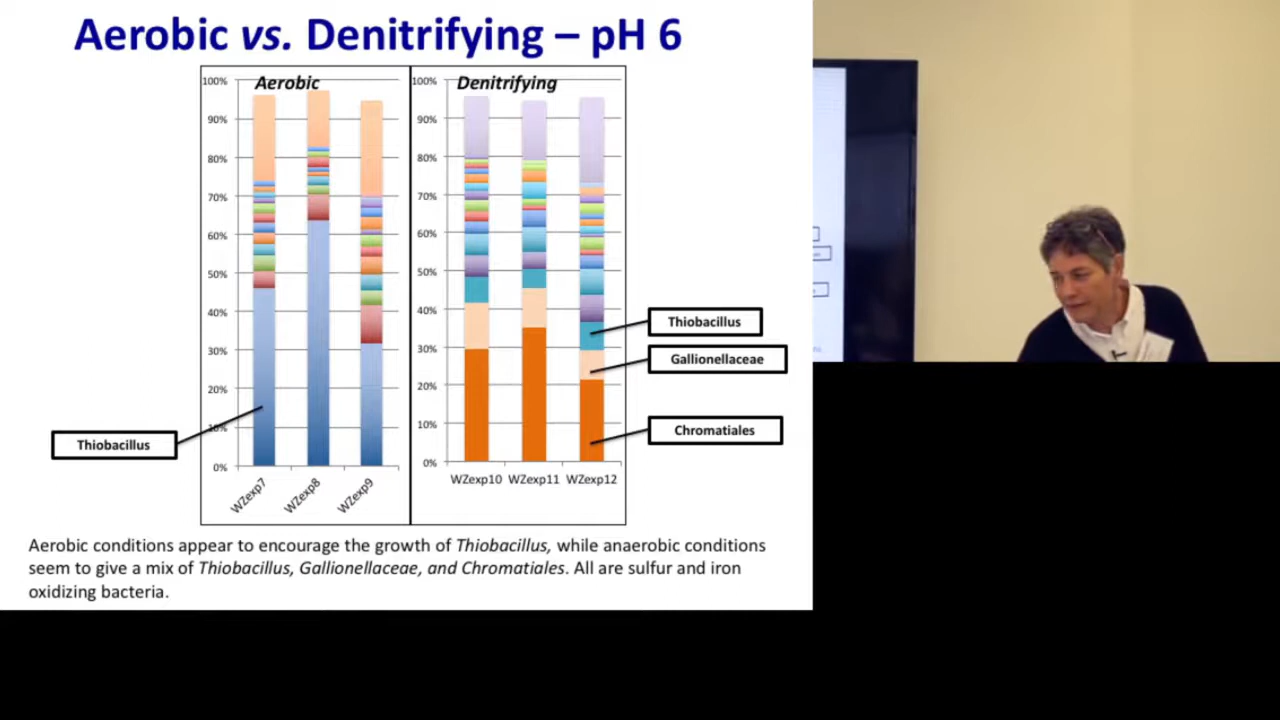 Aerobic vs. Denitrifying – pH 6
Aerobic
Denitrifying
100%
90%
80%
70%
60%
50%
40%
30%
20%
10%
0%
100%
90%
80%
70%
60%
50%
40%
30%
20%
10%
0%
Thiobacillus
Thiobacillus
Gallionellaceae
Chromatiales
WZexp7
WZexp8
WZexp9
WZexp10
WZexp11
WZexp12
Aerobic conditions appear to encourage the growth of Thiobacillus, while anaerobic conditions
seem to give a mix of Thiobacillus, Gallionellaceae, and Chromatiales. All are sulfur and iron
oxidizing bacteria.